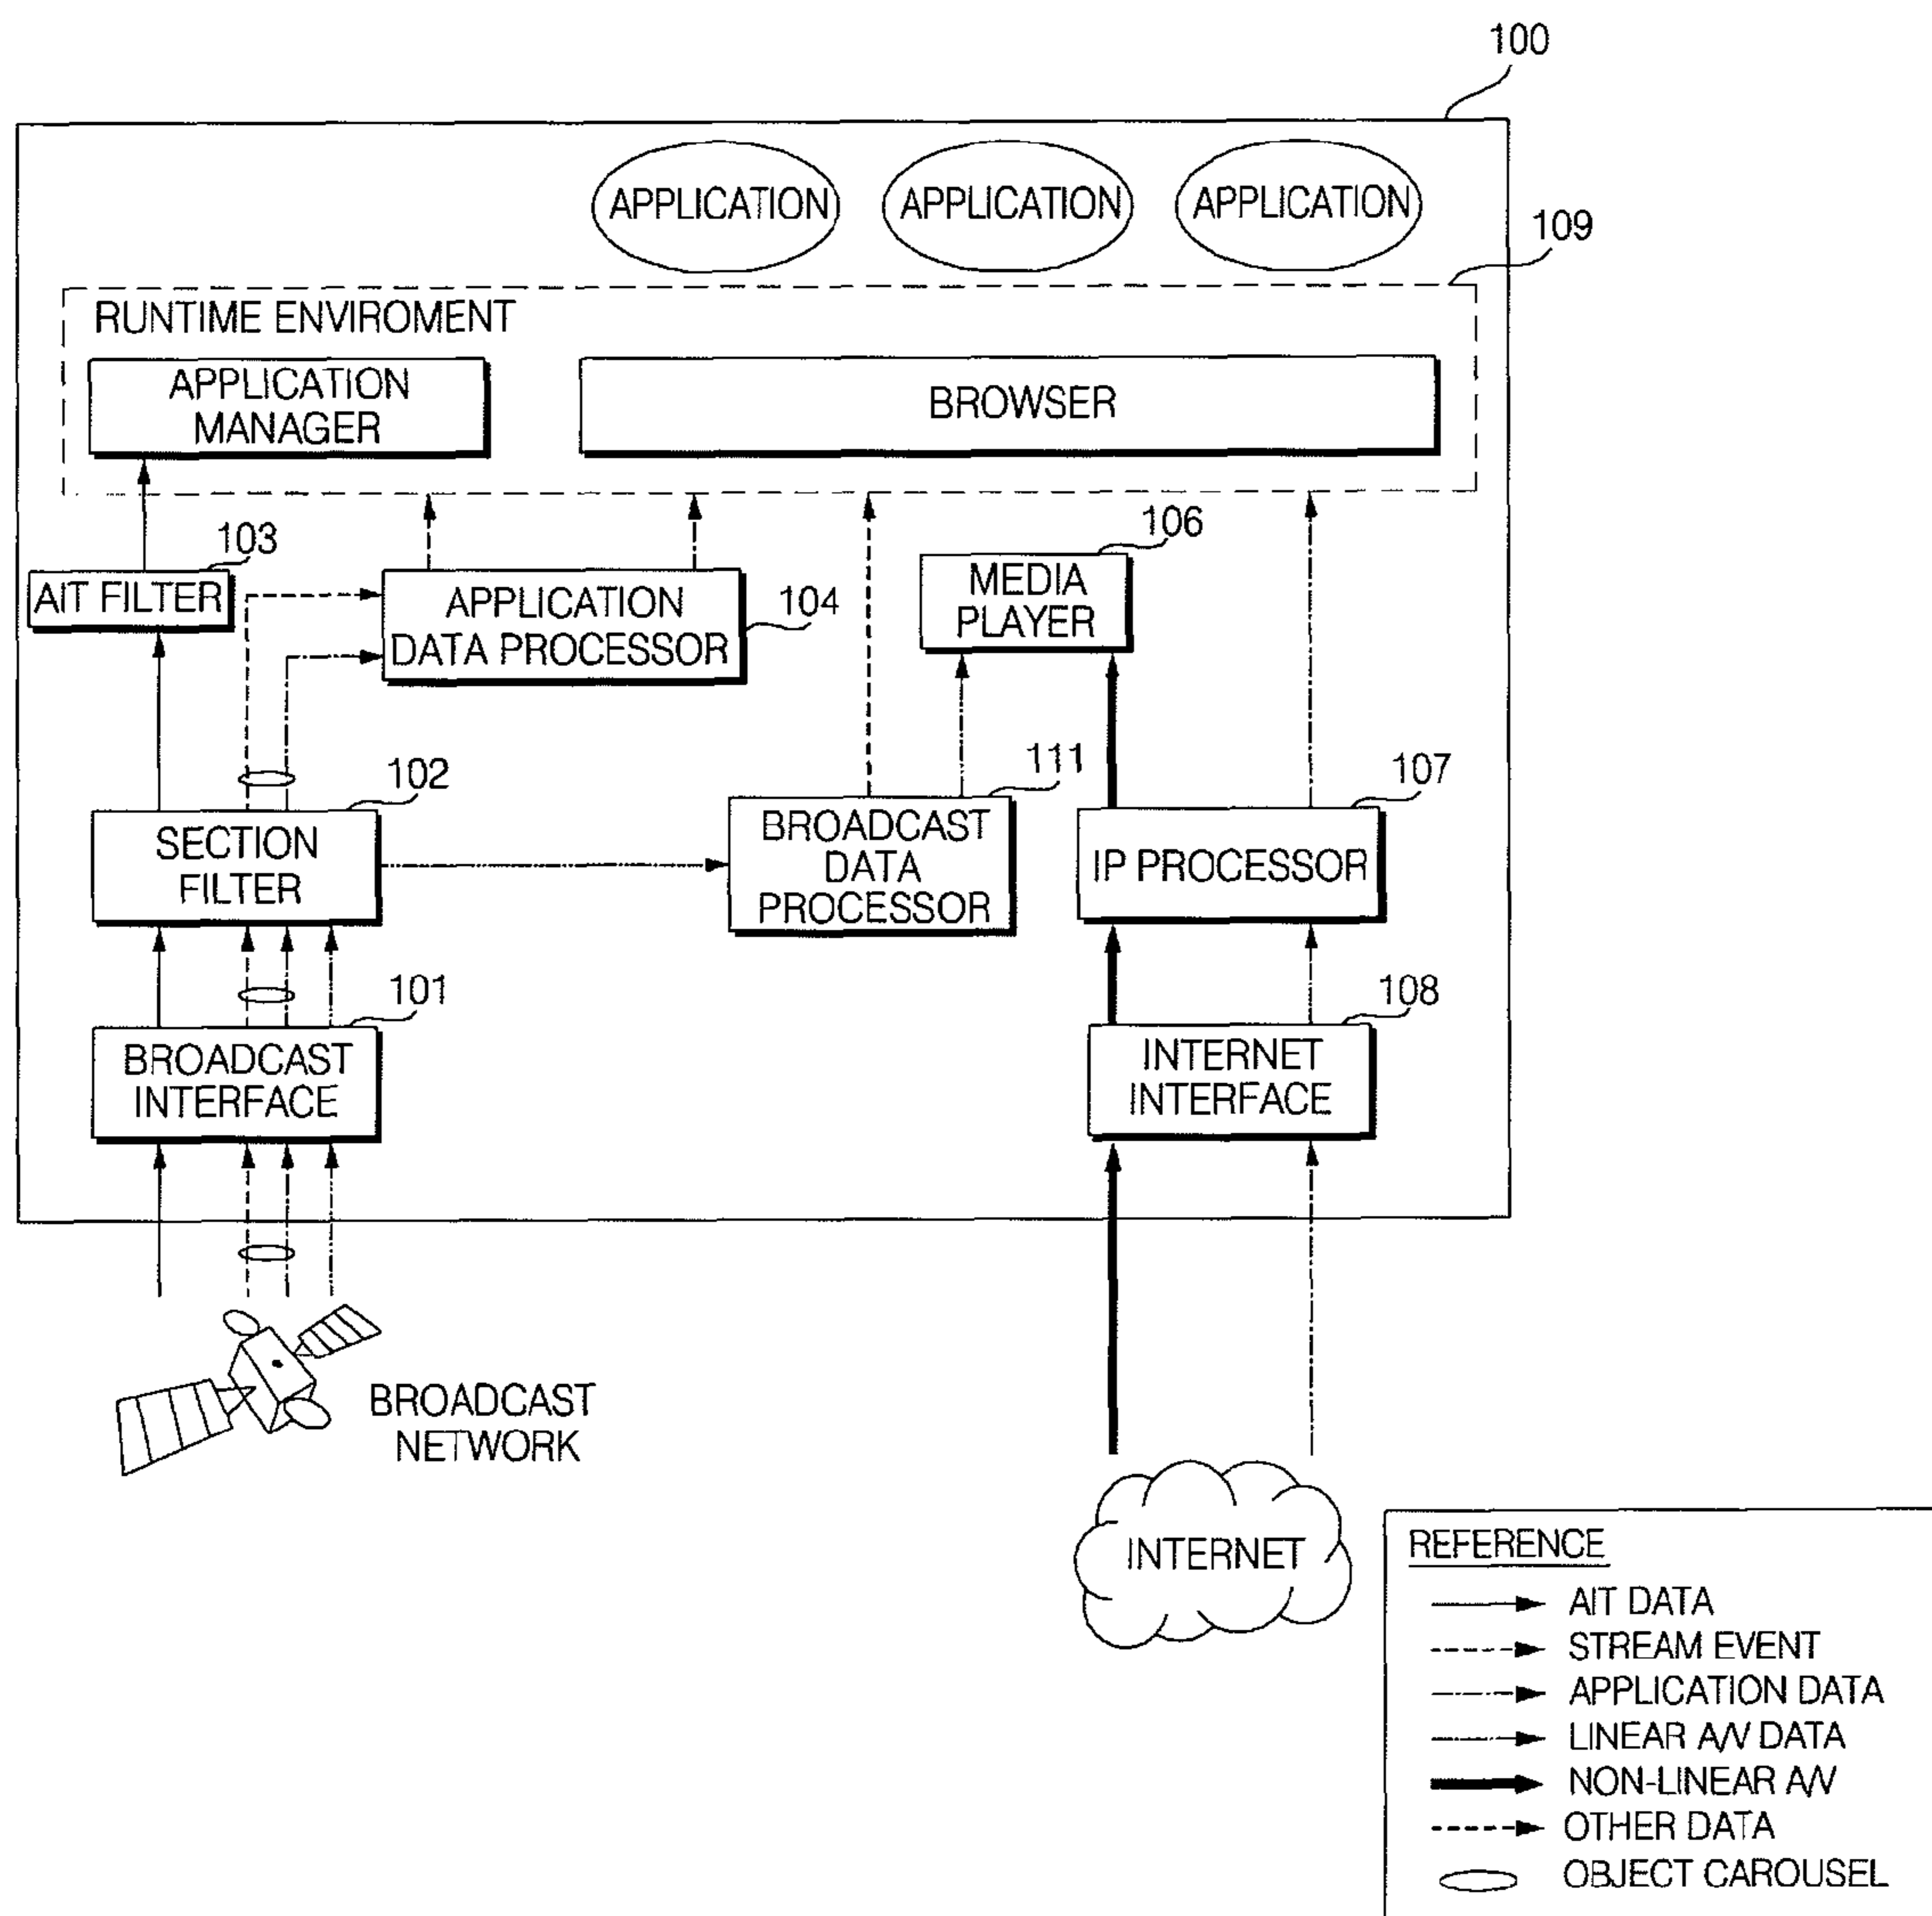 100
APPLICATION
APPLICATION
APPLICATION
109
RUNTIME ENVIROMENT
APPLICATION
MANAGER
BROWSER
103
106
AIT FILTER
APPLICATION
DATA PROCESSOR
104
MEDIA
PLAYER
102
111
107
SECTION
FILTER
BROADCAST
DATA
PROCESSOR
IP PROCESSOR
101
108
BROADCAST
INTERFACE
INTERNET
INTERFACE
BROADCAST
NETWORK
INTERNET
REFERENCE
AIT DATA
STREAM EVENT
APPLICATION DATA
LINEAR A/V DATA
NON-LINEAR A/V
OTHER DATA
OBJECT CAROUSEL